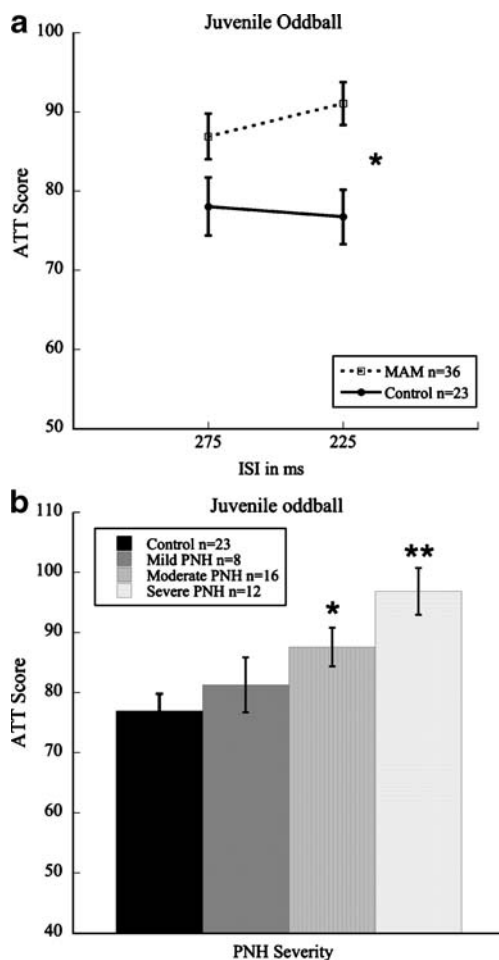 a
Juvenile Oddball
100
90
80
70
60
50
ATT Score
*
MAM n=36
Control n=23
275
225
ISI in ms
b
Juvenile oddball
110
100
90
80
70
60
50
40
ATT Score
Control n=23
Mild PNH n=8
Moderate PNH n=16
Severe PNH n=12
*
**
PNH Severity